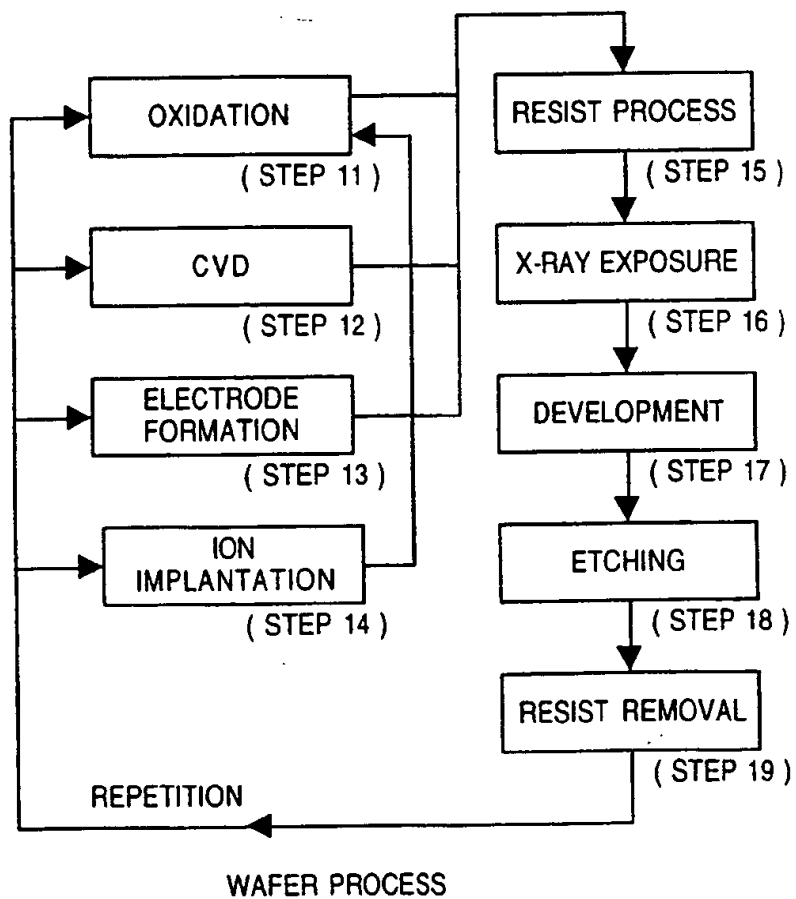 OXIDATION
( STEP 11 )
CVD
( STEP 12 )
ELECTRODE
FORMATION
( STEP 13 )
ION
IMPLANTATION
( STEP 14 )
RESIST PROCESS
( STEP 15 )
X-RAY EXPOSURE
( STEP 16 )
DEVELOPMENT
( STEP 17 )
ETCHING
( STEP 18 )
RESIST REMOVAL
( STEP 19 )
REPETITION
WAFER PROCESS